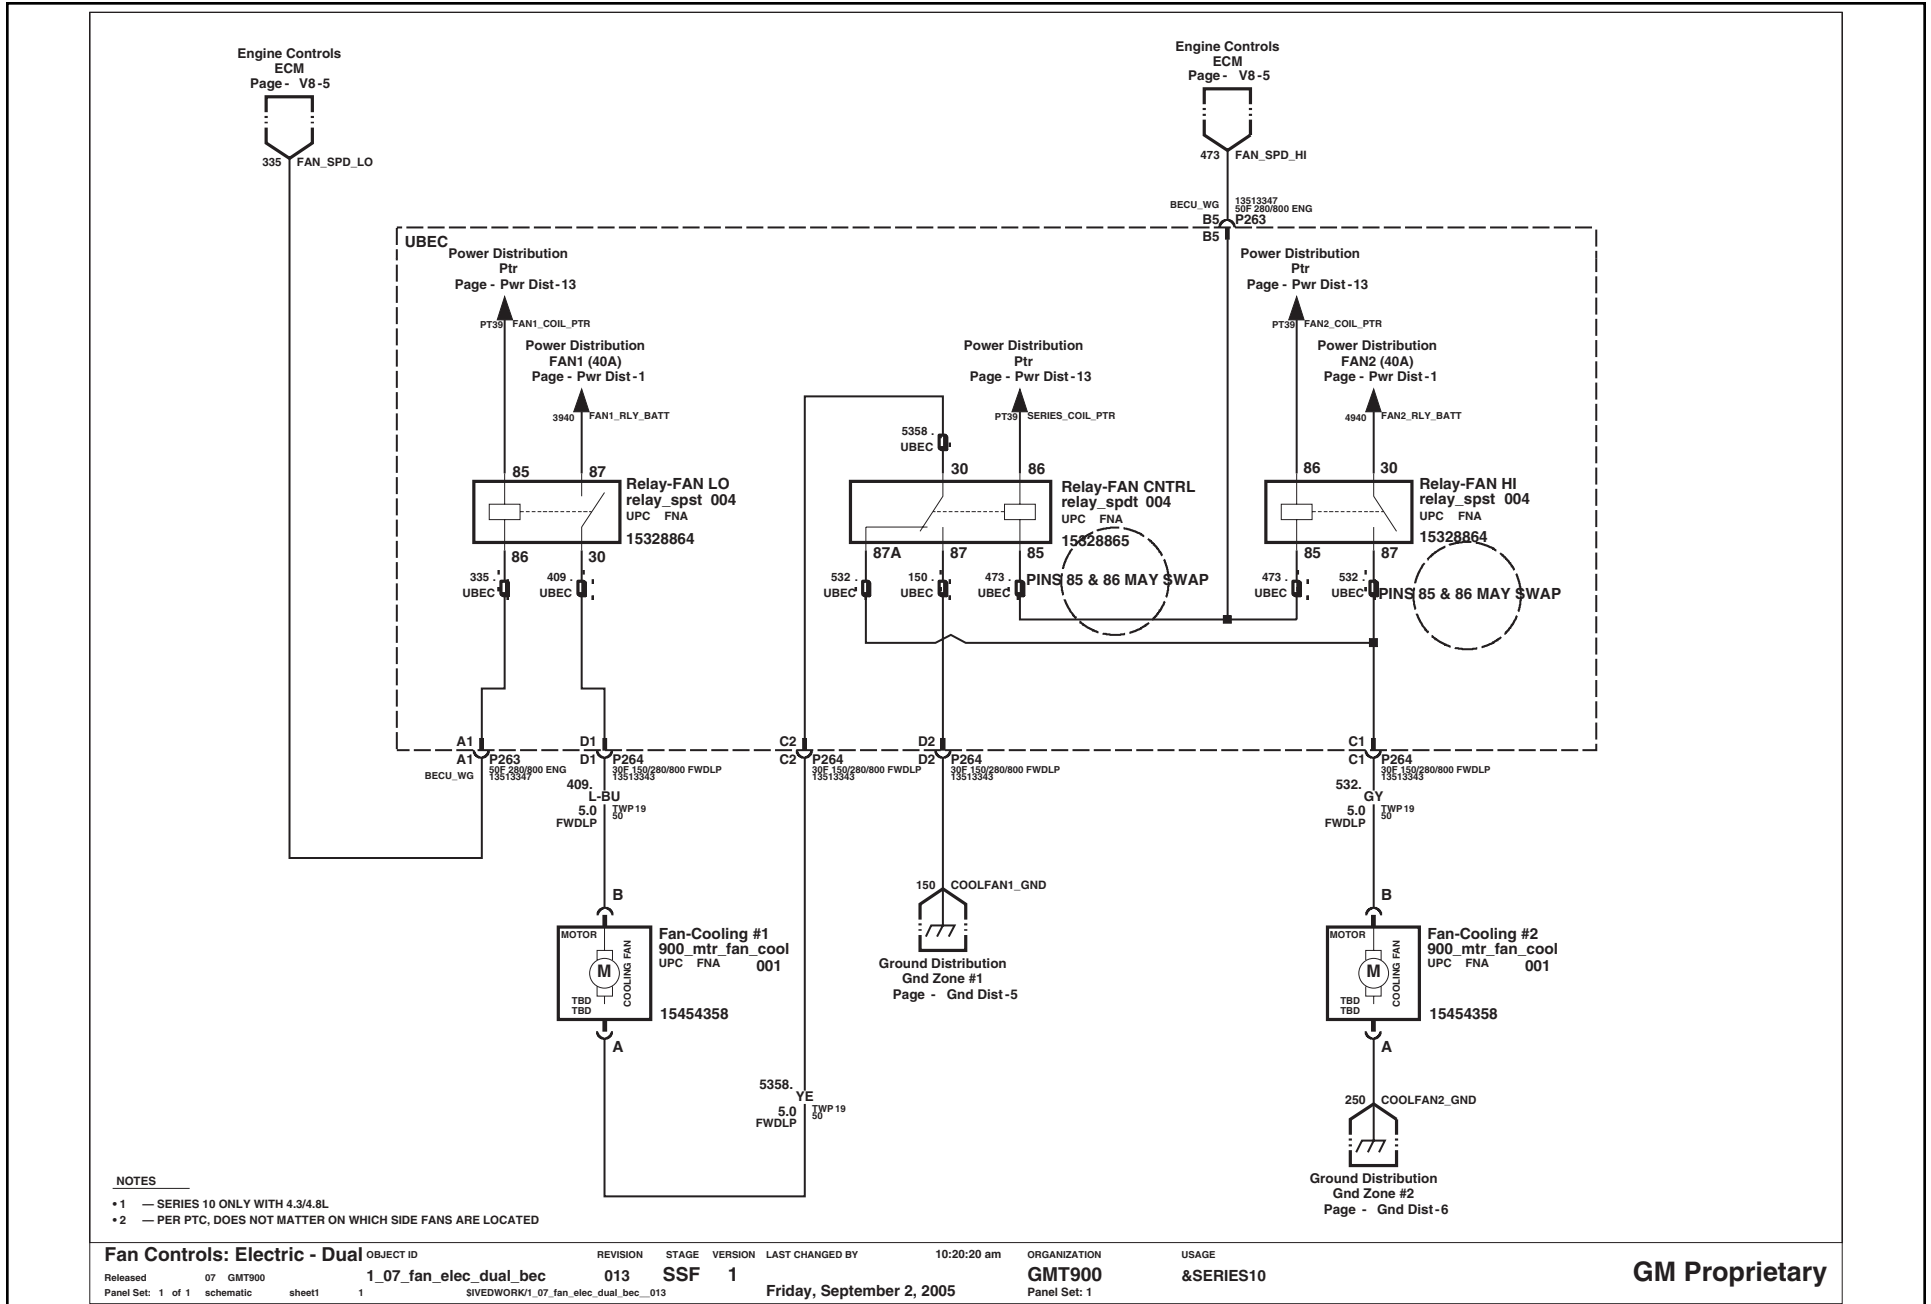 Engine Controls
ECM
Page - V8-5
335 FAN_SPD_LO
Engine Controls
ECM
Page - V8-5
473 FAN_SPD_HI
BECU_WG
13513347
50F 280/800 ENG
B5 P263
B5
UBEC
Power Distribution
Ptr
Page - Pwr Dist-13
PT39 FAN1_COIL_PTR
Power Distribution
FAN1 (40A)
Page - Pwr Dist-1
3940 FAN1_RLY_BATT
Power Distribution
Ptr
Page - Pwr Dist-13
PT39 SERIES_COIL_PTR
Power Distribution
Ptr
Page - Pwr Dist-13
PT39 FAN2_COIL_PTR
Power Distribution
FAN2 (40A)
Page - Pwr Dist-1
4940 FAN2_RLY_BATT
5358 .
UBEC
85 87
Relay-FAN LO
relay_spst 004
UPC FNA
15328864
86 30
335 .
UBEC
409 .
UBEC
30 86
Relay-FAN CNTRL
relay_spdt 004
UPC FNA
15328865
87A 87 85
532 .
UBEC
150 .
UBEC
473 .
UBEC
PINS 85 & 86 MAY SWAP
86 30
Relay-FAN HI
relay_spst 004
UPC FNA
15328864
85 87
473 .
UBEC
532 .
UBEC
PINS 85 & 86 MAY SWAP
A1
A1 P263
BECU_WG
50F 280/800 ENG
13513347
D1
D1 P264
30F 150/280/800 FWDLP
13513343
409.
L-BU
5.0
FWDLP
TWP19
50
C2
C2 P264
30F 150/280/800 FWDLP
13513343
D2
D2 P264
30F 150/280/800 FWDLP
13513343
C1
C1 P264
30F 150/280/800 FWDLP
13513343
532.
GY
5.0
FWDLP
TWP19
50
B
MOTOR
M
COOLING FAN
TBD
TBD
Fan-Cooling #1
900_mtr_fan_cool
UPC FNA 001
15454358
A
150 COOLFAN1_GND
Ground Distribution
Gnd Zone #1
Page - Gnd Dist-5
B
MOTOR
M
COOLING FAN
TBD
TBD
Fan-Cooling #2
900_mtr_fan_cool
UPC FNA 001
15454358
A
5358.
YE
5.0
FWDLP
TWP19
50
250 COOLFAN2_GND
Ground Distribution
Gnd Zone #2
Page - Gnd Dist-6
NOTES
• 1 — SERIES 10 ONLY WITH 4.3/4.8L
• 2 — PER PTC, DOES NOT MATTER ON WHICH SIDE FANS ARE LOCATED
Fan Controls: Electric - Dual OBJECT ID REVISION STAGE VERSION LAST CHANGED BY 10:20:20 am ORGANIZATION USAGE
Released 07 GMT900 1_07_fan_elec_dual_bec 013 SSF 1 GMT900 &SERIES10 GM Proprietary
Panel Set: 1 of 1 schematic sheet1 1 $IVEDWORK/1_07_fan_elec_dual_bec__013 Friday, September 2, 2005 Panel Set: 1